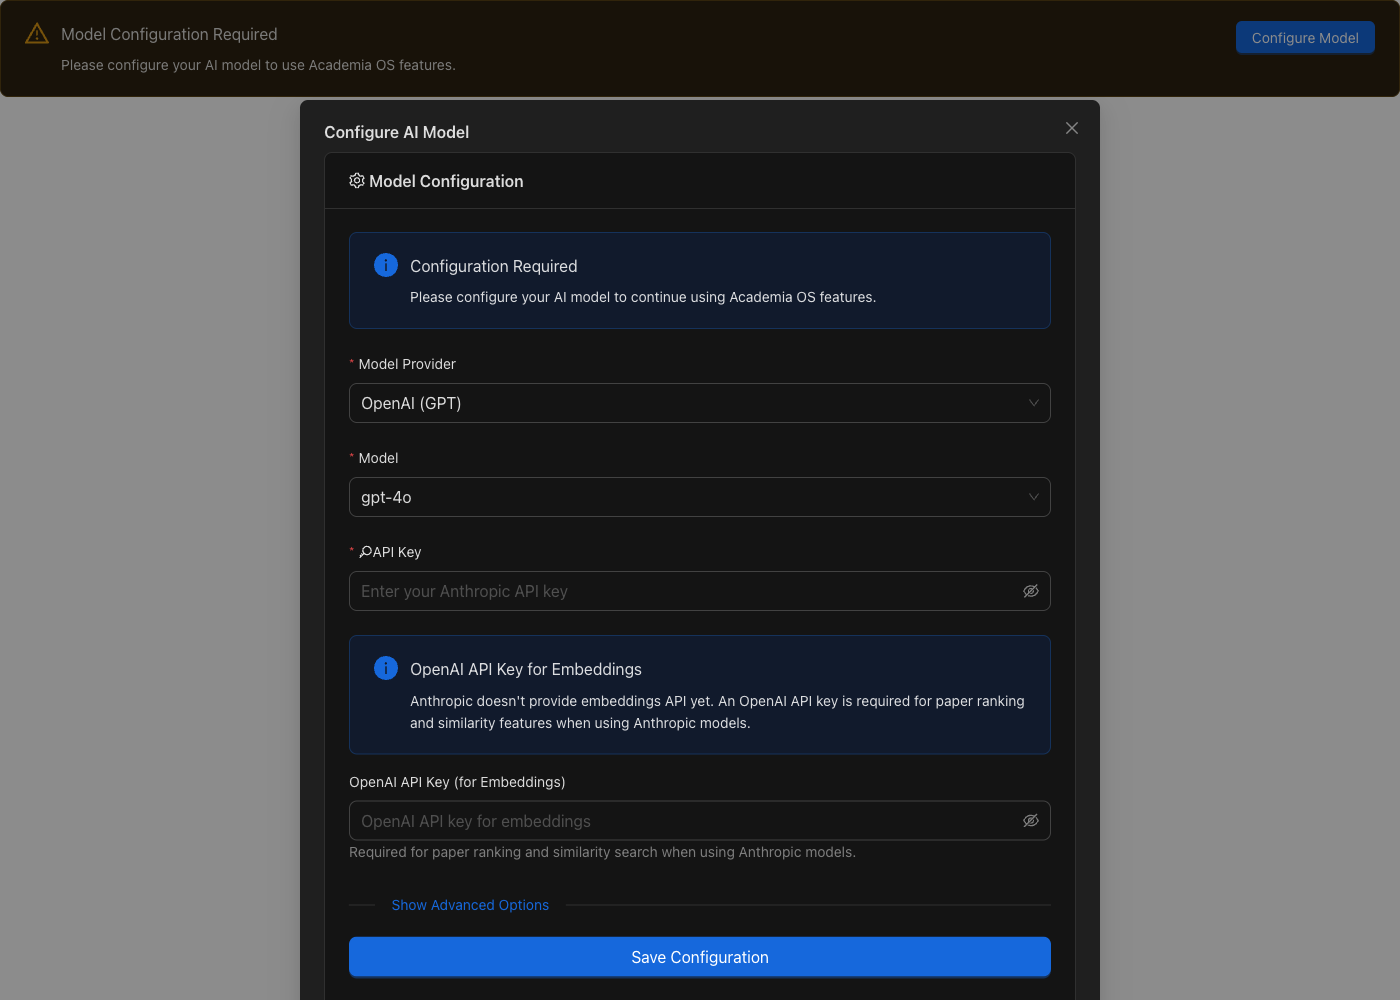 Model Configuration Required
Please configure your AI model to use Academia OS features.
Configure Model
Configure AI Model
Model Configuration
Configuration Required
Please configure your AI model to continue using Academia OS features.
* Model Provider
OpenAI (GPT)
* Model
gpt-4o
* API Key
Enter your Anthropic API key
OpenAI API Key for Embeddings
Anthropic doesn't provide embeddings API yet. An OpenAI API key is required for paper ranking
and similarity features when using Anthropic models.
OpenAI API Key (for Embeddings)
OpenAI API key for embeddings
Required for paper ranking and similarity search when using Anthropic models.
Show Advanced Options
Save Configuration